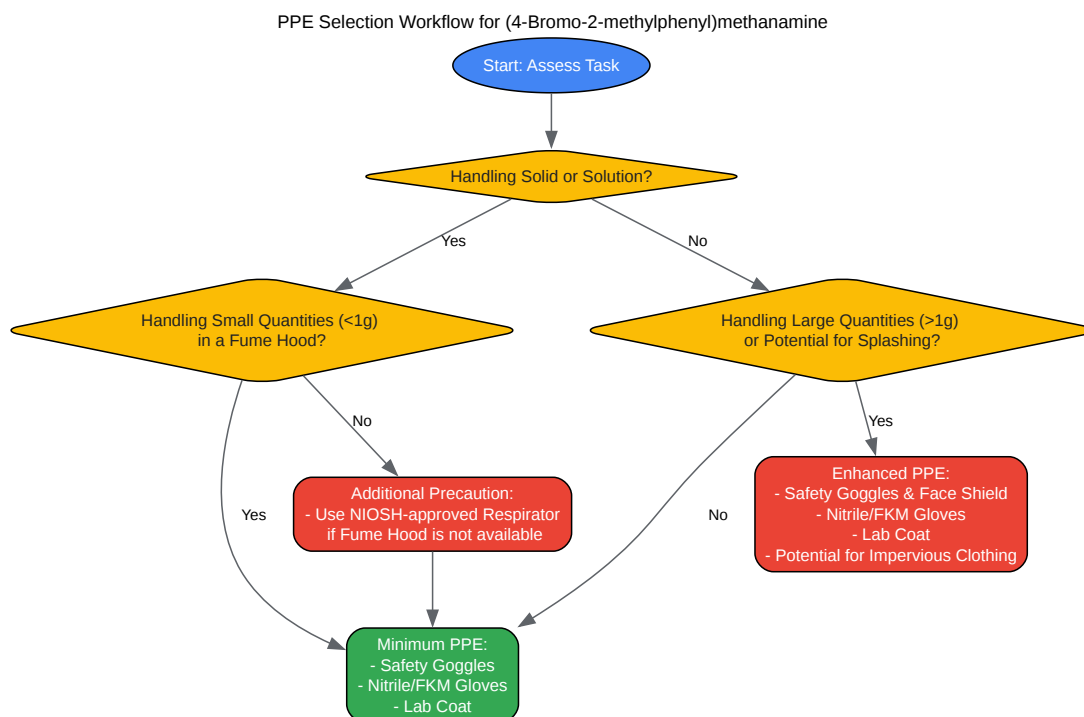 PPE Selection Workflow for (4-Bromo-2-methylphenyl)methanamine
Start: Assess Task
Handling Solid or Solution?
Yes
No
Handling Small Quantities (<1g)
in a Fume Hood?
Handling Large Quantities (>1g)
or Potential for Splashing?
No
Yes
Additional Precaution:
- Use NIOSH-approved Respirator
if Fume Hood is not available
Enhanced PPE:
- Safety Goggles & Face Shield
- Nitrile/FKM Gloves
- Lab Coat
- Potential for Impervious Clothing
Yes
No
Minimum PPE:
- Safety Goggles
- Nitrile/FKM Gloves
- Lab Coat